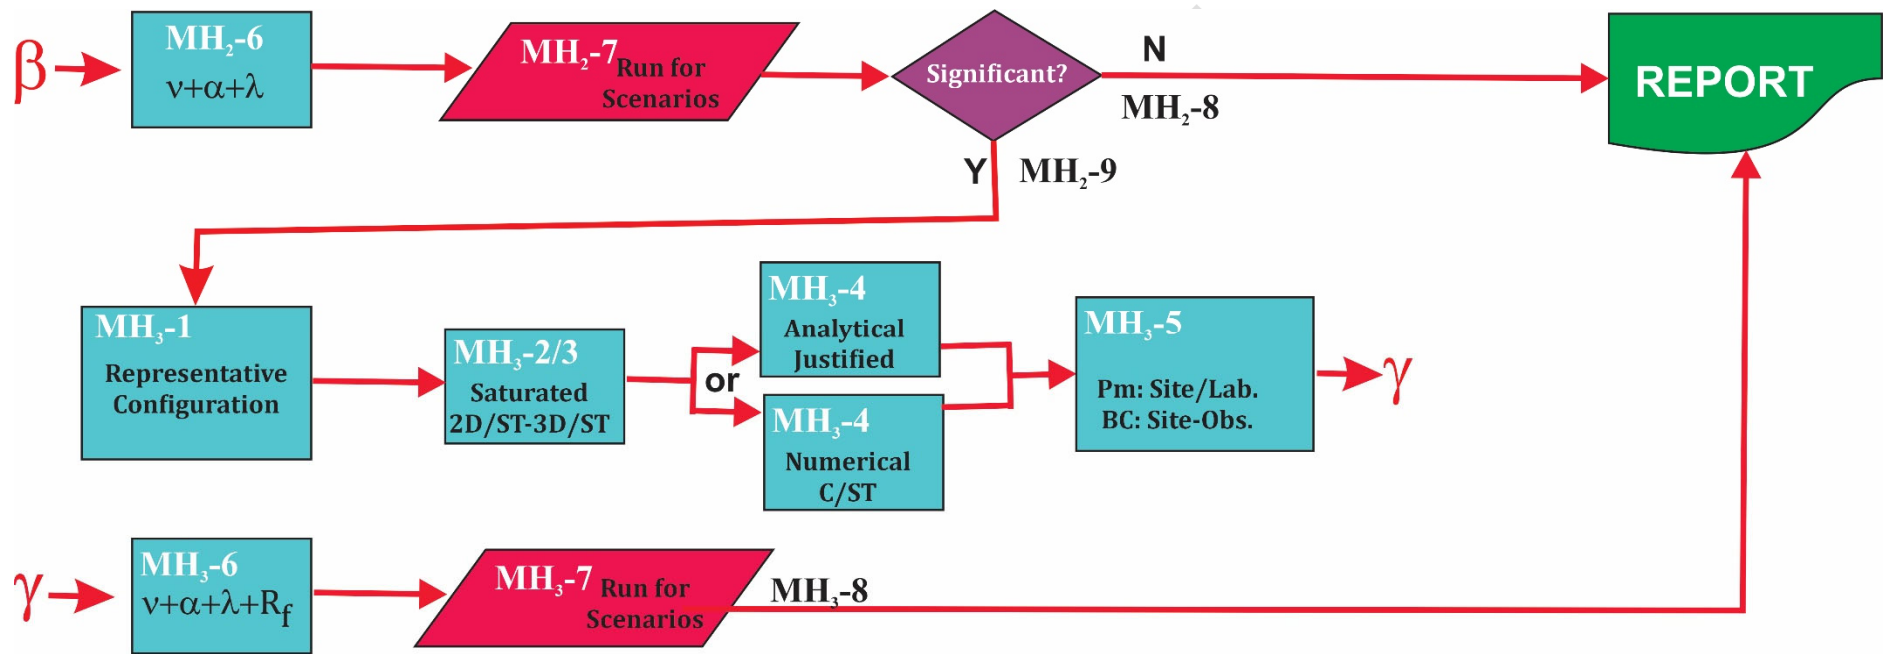 β
MH₂-6
ν+α+λ
MH₂-7
Run for
Scenarios
Significant?
N
MH₂-8
REPORT
Y
MH₂-9
MH₃-1
Representative
Configuration
MH₃-2/3
Saturated
2D/ST-3D/ST
or
MH₃-4
Analytical
Justified
MH₃-4
Numerical
C/ST
MH₃-5
Pm: Site/Lab.
BC: Site-Obs.
γ
γ
MH₃-6
ν+α+λ+Rf
MH₃-7
Run for
Scenarios
MH₃-8